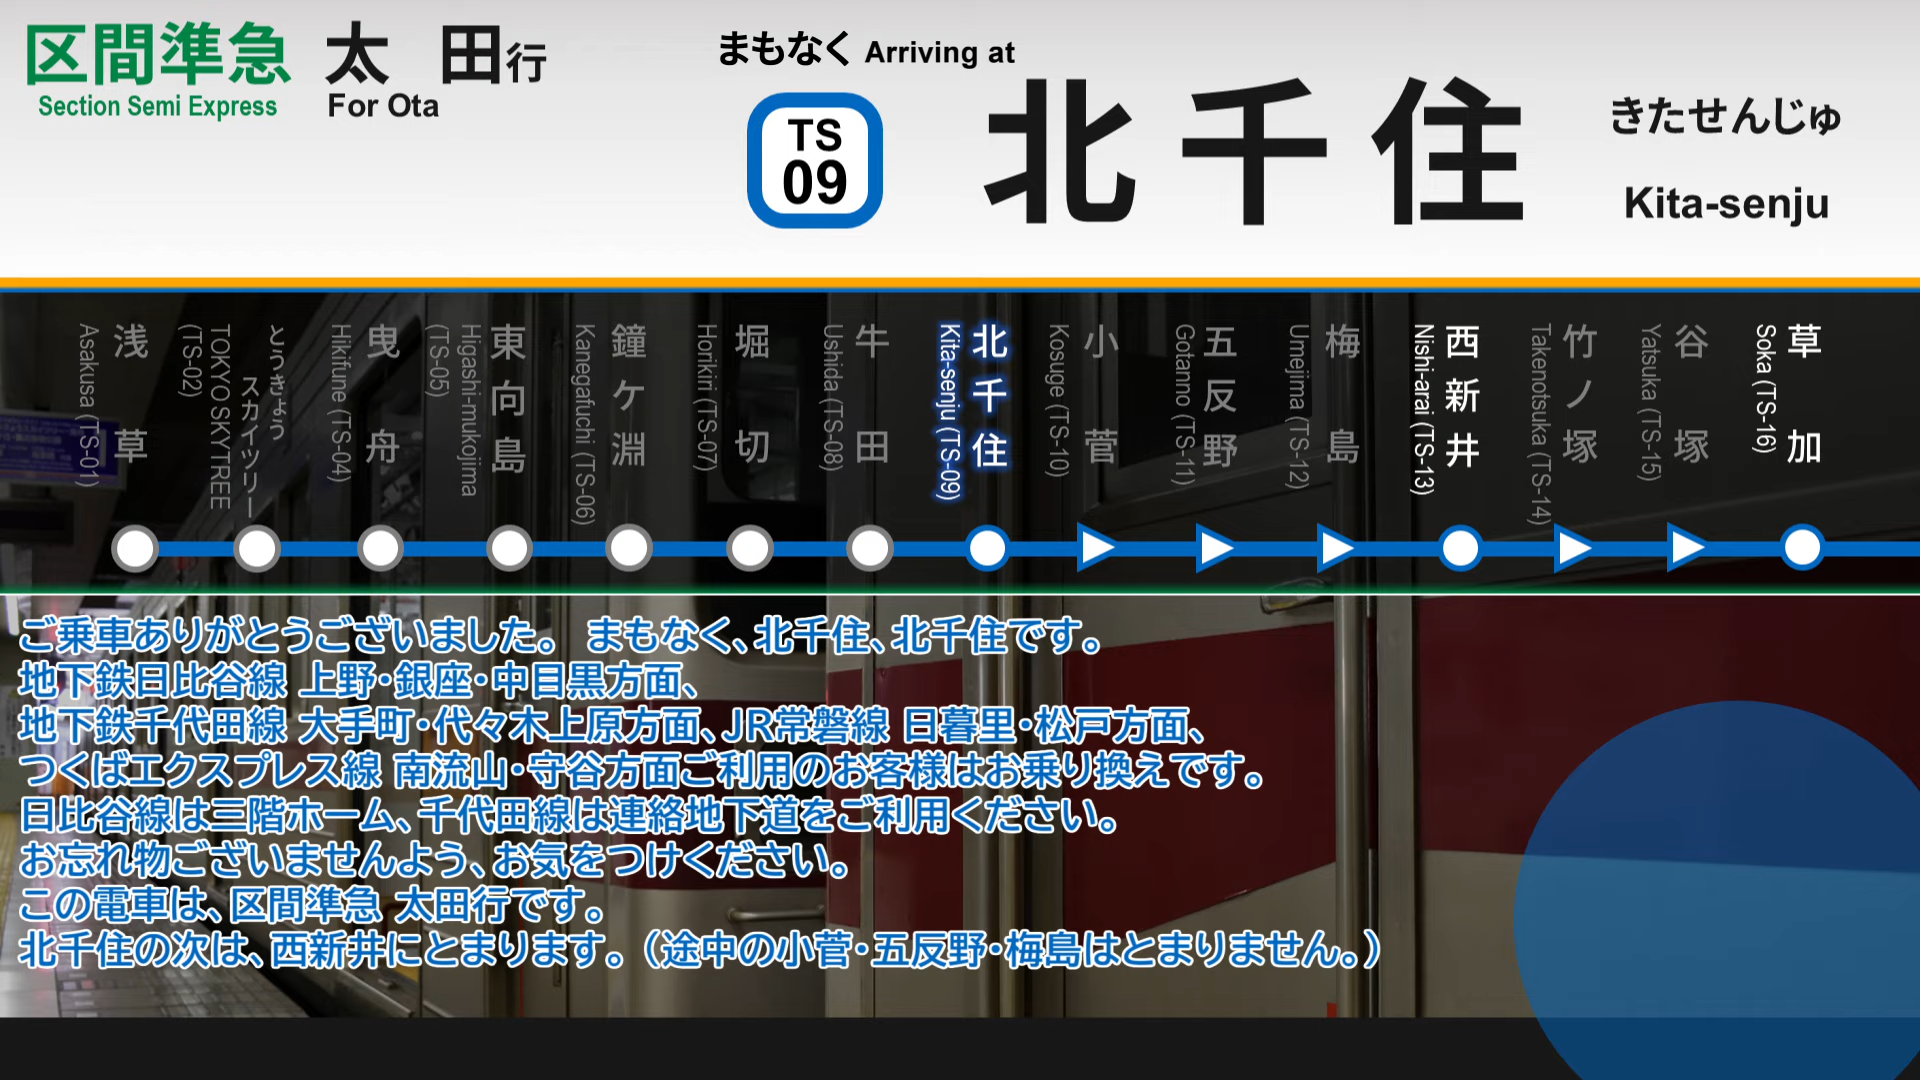 区間準急 太田行
Section Semi Express For Ota
まもなく Arriving at
TS
09
北千住
きたせんじゅ
Kita-senju
浅草
Asakusa (TS-01)
とうきょう
スカイツリー
TOKYO SKYTREE
(TS-02)
曳舟
Hikifune (TS-04)
東向島
Higashi-mukojima
(TS-05)
鐘ケ淵
Kanegafuchi (TS-06)
堀切
Horikiri (TS-07)
牛田
Ushida (TS-08)
北千住
Kita-senju (TS-09)
小菅
Kosuge (TS-10)
五反野
Gotanno (TS-11)
梅島
Umejima (TS-12)
西新井
Nishi-arai (TS-13)
竹ノ塚
Takenotsuka (TS-14)
谷塚
Yatsuka (TS-15)
草加
Soka (TS-16)
ご乗車ありがとうございました。 まもなく、北千住、北千住です。
地下鉄日比谷線 上野・銀座・中目黒方面、
地下鉄千代田線 大手町・代々木上原方面、JR常磐線 日暮里・松戸方面、
つくばエクスプレス線 南流山・守谷方面ご利用のお客様はお乗り換えです。
日比谷線は三階ホーム、千代田線は連絡地下道をご利用ください。
お忘れ物ございませんよう、お気をつけください。
この電車は、区間準急 太田行です。
北千住の次は、西新井にとまります。（途中の小菅・五反野・梅島はとまりません。）